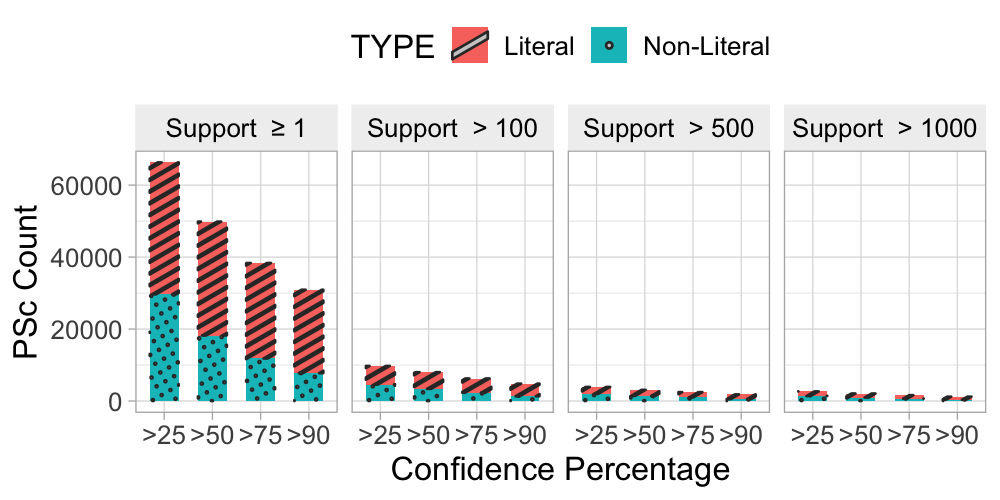 TYPE Literal Non-Literal
Support ≥ 1 Support > 100 Support > 500 Support > 1000
PSc Count
60000
40000
20000
0
>25 >50 >75 >90 >25 >50 >75 >90 >25 >50 >75 >90 >25 >50 >75 >90
Confidence Percentage